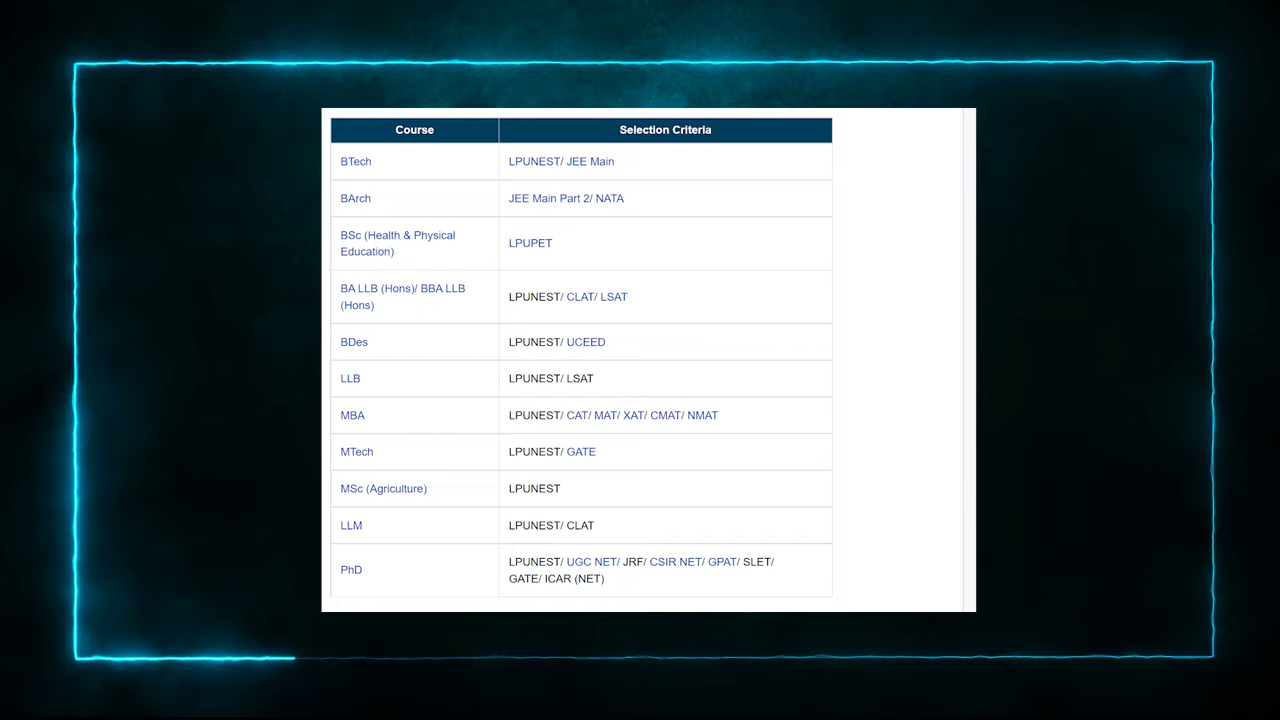 Course
Selection Criteria
BTech
LPUNEST/ JEE Main
BArch
JEE Main Part 2/ NATA
BSc (Health & Physical
Education)
LPUPET
BA LLB (Hons)/ BBA LLB
(Hons)
LPUNEST/ CLAT/ LSAT
BDes
LPUNEST/ UCEED
LLB
LPUNEST/ LSAT
MBA
LPUNEST/ CAT/ MAT/ XAT/ CMAT/ NMAT
MTech
LPUNEST/ GATE
MSc (Agriculture)
LPUNEST
LLM
LPUNEST/ CLAT
PhD
LPUNEST/ UGC NET/ JRF/ CSIR NET/ GPAT/ SLET/
GATE/ ICAR (NET)